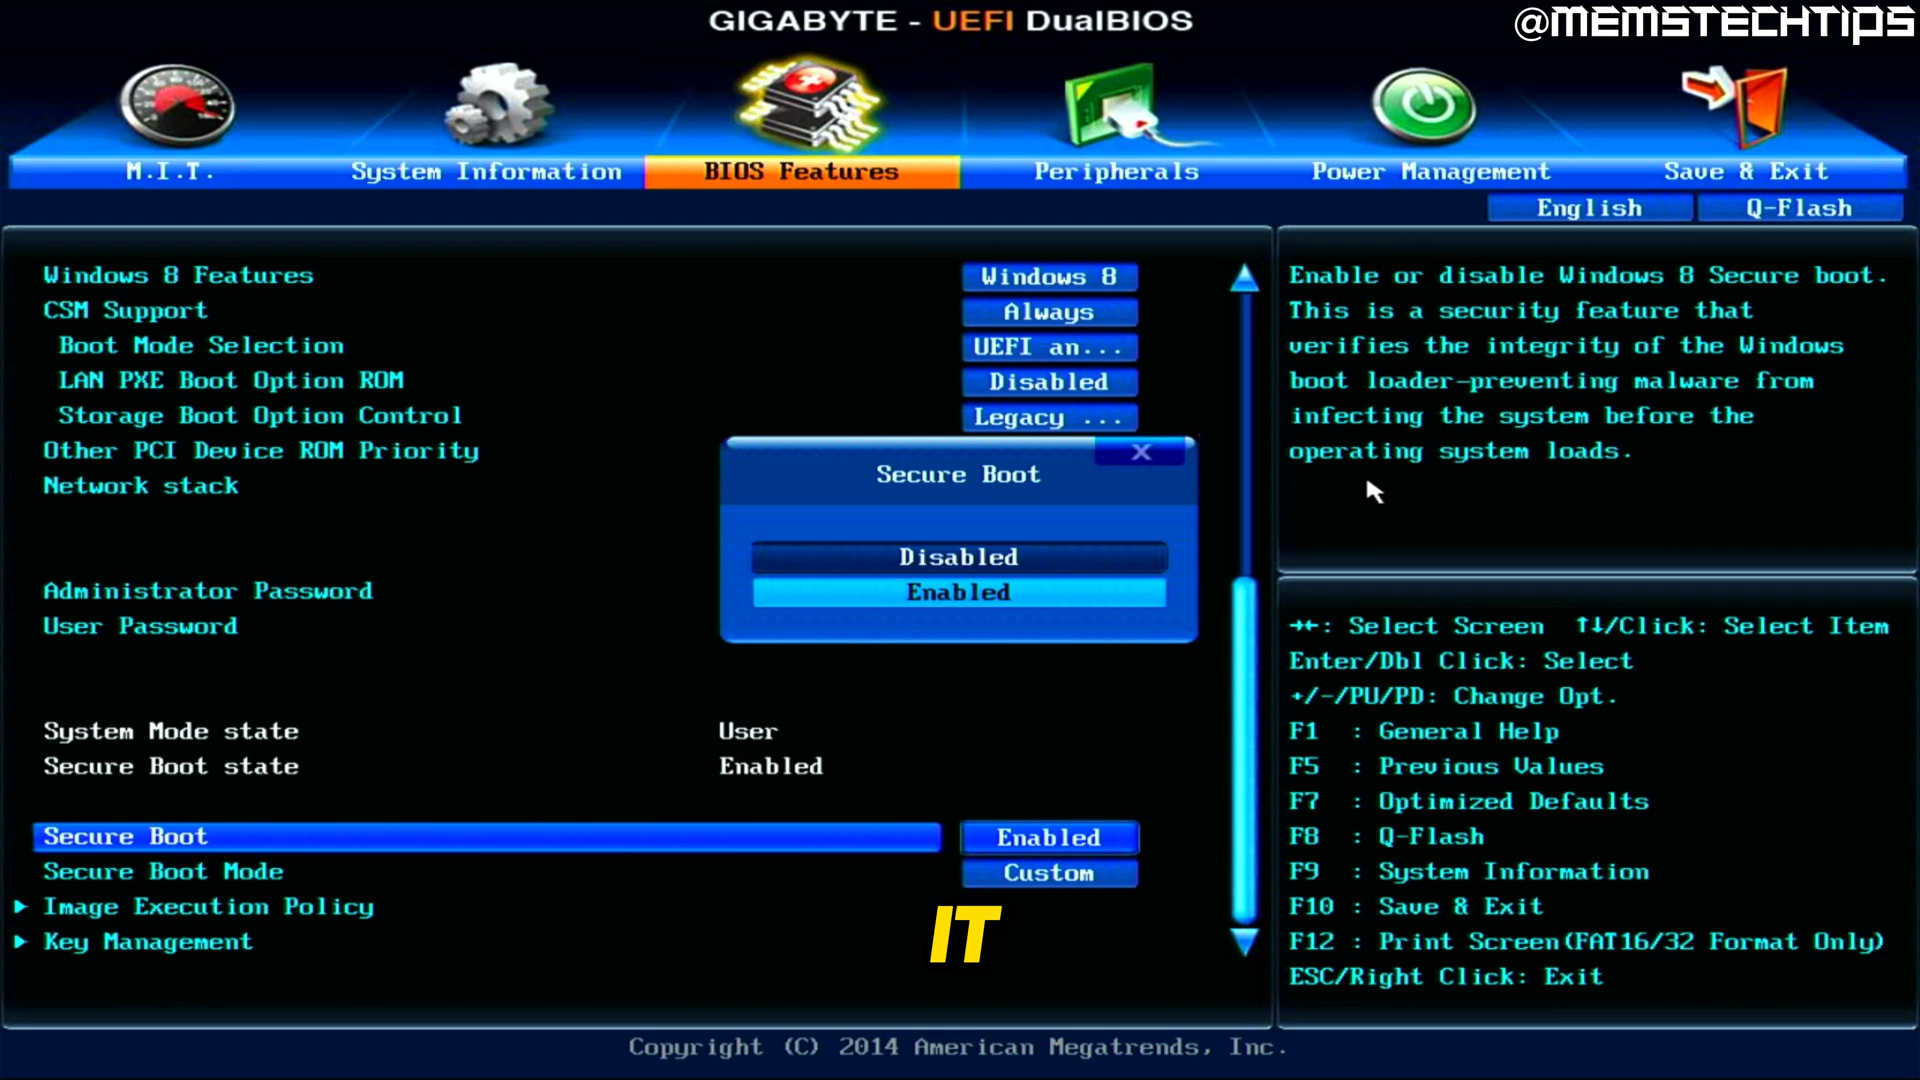 GIGABYTE - UEFI DualBIOS
@MEMSTECHTIPS
M.I.T.
System Information
BIOS Features
Peripherals
Power Management
Save & Exit
English
Q-Flash
Windows 8 Features Windows 8
CSM Support Always
Boot Mode Selection UEFI an...
LAN PXE Boot Option ROM Disabled
Storage Boot Option Control Legacy ...
Other PCI Device ROM Priority
Network stack
Administrator Password
User Password
System Mode state User
Secure Boot state Enabled
Secure Boot Enabled
Secure Boot Mode Custom
Image Execution Policy
Key Management
X
Secure Boot
Disabled
Enabled
IT
Enable or disable Windows 8 Secure boot.
This is a security feature that
verifies the integrity of the Windows
boot loader-preventing malware from
infecting the system before the
operating system loads.
→←: Select Screen ↑↓/Click: Select Item
Enter/Dbl Click: Select
+/-/PU/PD: Change Opt.
F1 : General Help
F5 : Previous Values
F7 : Optimized Defaults
F8 : Q-Flash
F9 : System Information
F10 : Save & Exit
F12 : Print Screen(FAT16/32 Format Only)
ESC/Right Click: Exit
Copyright (C) 2014 American Megatrends, Inc.